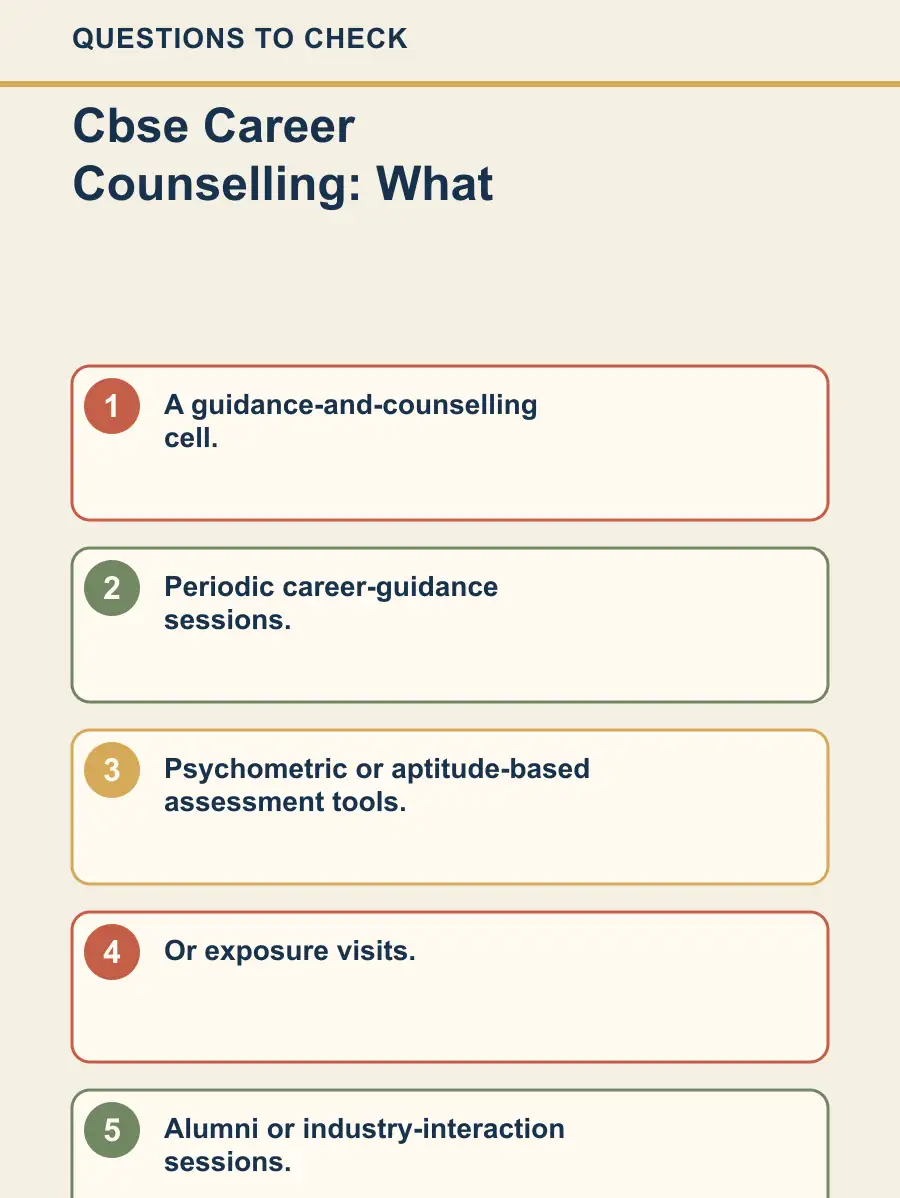 QUESTIONS TO CHECK
Cbse Career
Counselling: What
1
A guidance-and-counselling
cell.
2
Periodic career-guidance
sessions.
3
Psychometric or aptitude-based
assessment tools.
4
Or exposure visits.
5
Alumni or industry-interaction
sessions.